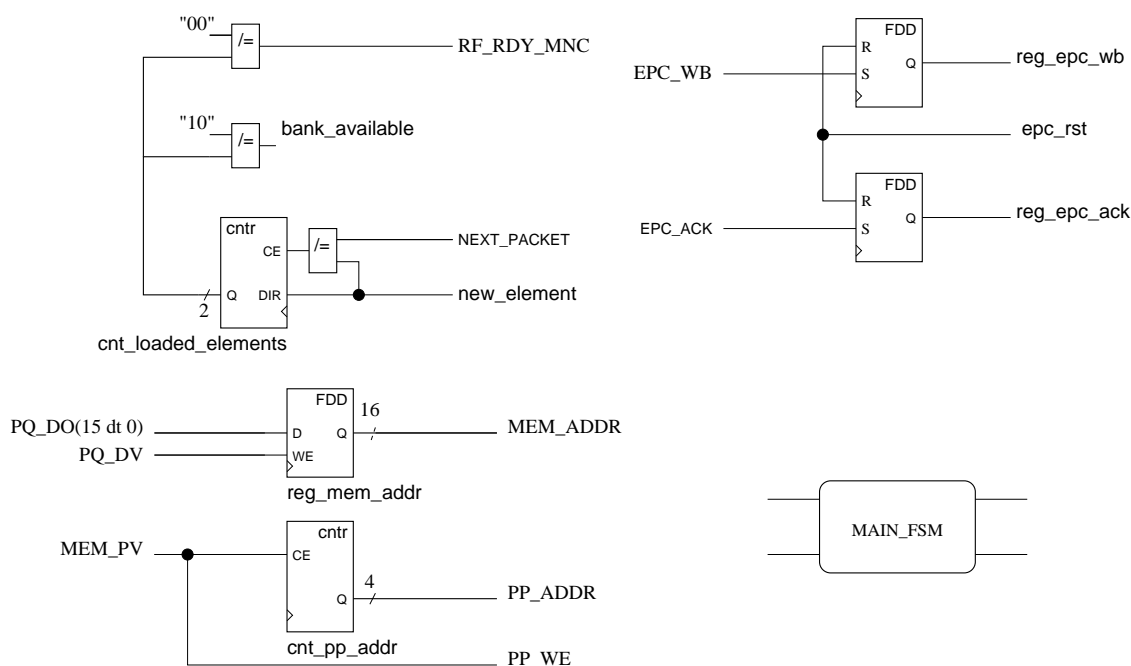 "00"
/=
RF_RDY_MNC
"10"
/=
bank_available
cntr
CE
/=
NEXT_PACKET
Q
DIR
new_element
2
cnt_loaded_elements
FDD
R
EPC_WB
S
Q
reg_epc_wb
epc_rst
FDD
R
EPC_ACK
S
Q
reg_epc_ack
FDD
PQ_DO(15 dt 0)
D
Q
16
MEM_ADDR
PQ_DV
WE
reg_mem_addr
cntr
MEM_PV
CE
Q
4
PP_ADDR
cnt_pp_addr
PP_WE
MAIN_FSM